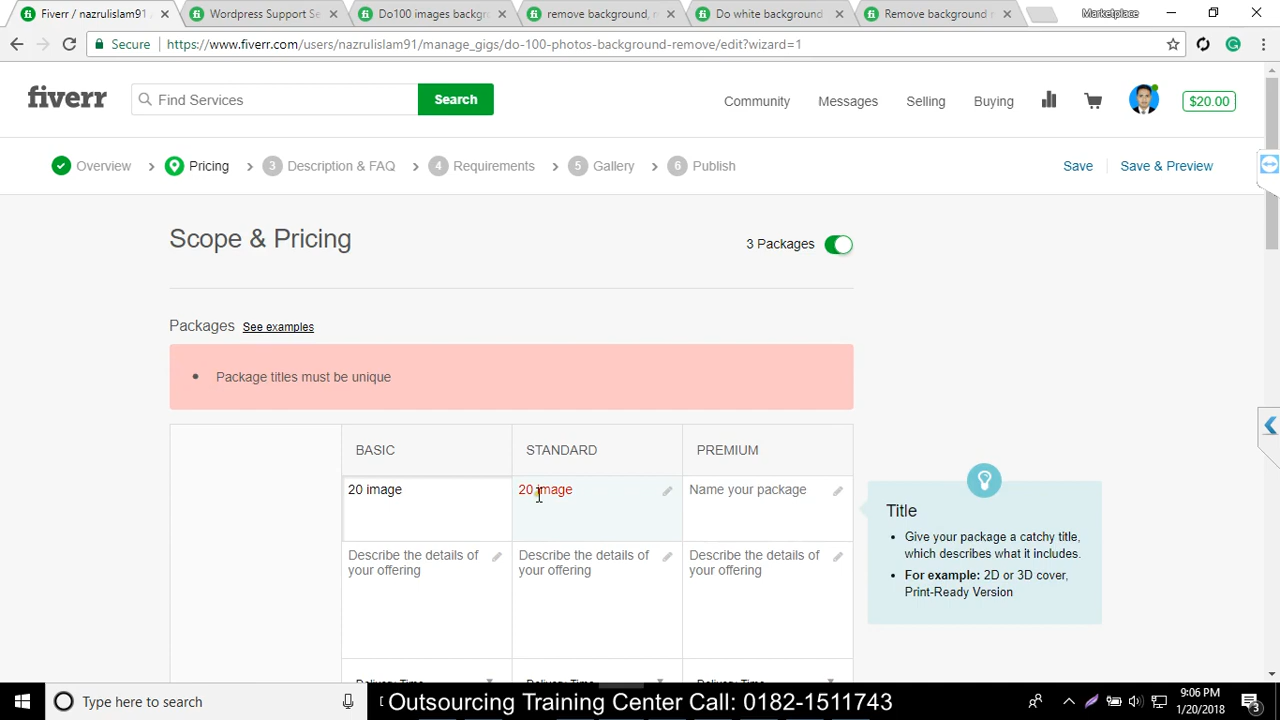 Fiverr / nazrulislam91
Wordpress Support Se
Do100 images backgr
remove background, r
Do white background
Remove background
Marketplace
Secure
https://www.fiverr.com/users/nazrulislam91/manage_gigs/do-100-photos-background-remove/edit?wizard=1
fiverr
Find Services
Search
Community
Messages
Selling
Buying
$20.00
Overview
Pricing
3 Description & FAQ
4 Requirements
5 Gallery
6 Publish
Save
Save & Preview
Scope & Pricing
3 Packages
Packages See examples
Package titles must be unique
BASIC
STANDARD
PREMIUM
20 image
20 image
Name your package
Describe the details of
your offering
Describe the details of
your offering
Describe the details of
your offering
Title
Give your package a catchy title,
which describes what it includes.
For example: 2D or 3D cover,
Print-Ready Version
Type here to search
Outsourcing Training Center Call: 0182-1511743
9:06 PM
1/20/2018
3